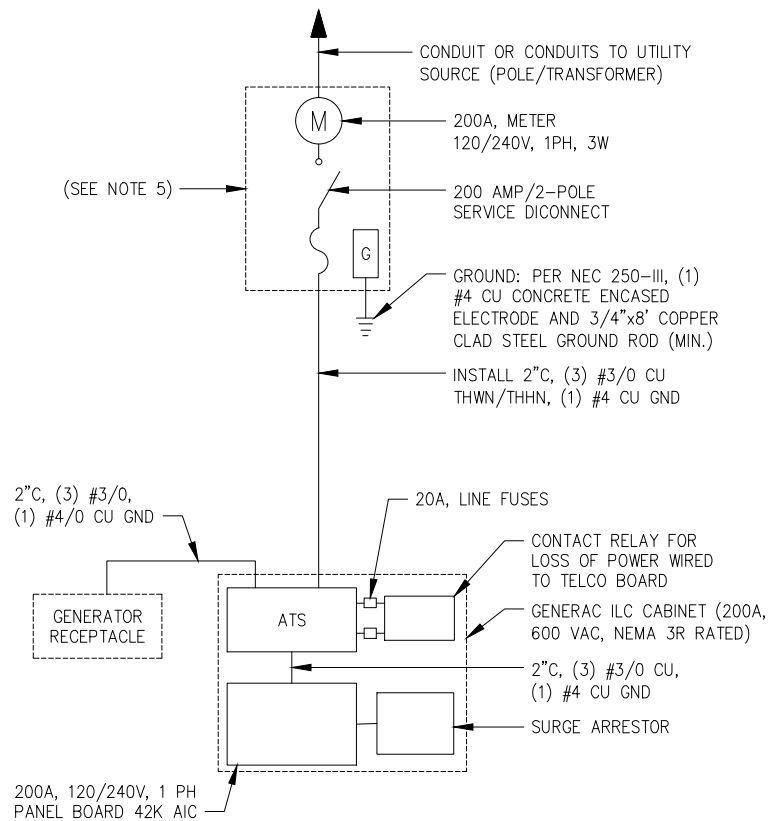 CONDUIT OR CONDUITS TO UTILITY
SOURCE (POLE/TRANSFORMER)
M
200A, METER
120/240V, 1PH, 3W
(SEE NOTE 5)
200 AMP/2-POLE
SERVICE DICONNECT
G
GROUND: PER NEC 250-III, (1)
#4 CU CONCRETE ENCASED
ELECTRODE AND 3/4"x8' COPPER
CLAD STEEL GROUND ROD (MIN.)
INSTALL 2"C, (3) #3/0 CU
THWN/THHN, (1) #4 CU GND
2"C, (3) #3/0,
(1) #4/0 CU GND
20A, LINE FUSES
CONTACT RELAY FOR
LOSS OF POWER WIRED
TO TELCO BOARD
GENERATOR
RECEPTACLE
ATS
GENERAC ILC CABINET (200A,
600 VAC, NEMA 3R RATED)
2"C, (3) #3/0 CU,
(1) #4 CU GND
SURGE ARRESTOR
200A, 120/240V, 1 PH
PANEL BOARD 42K AIC